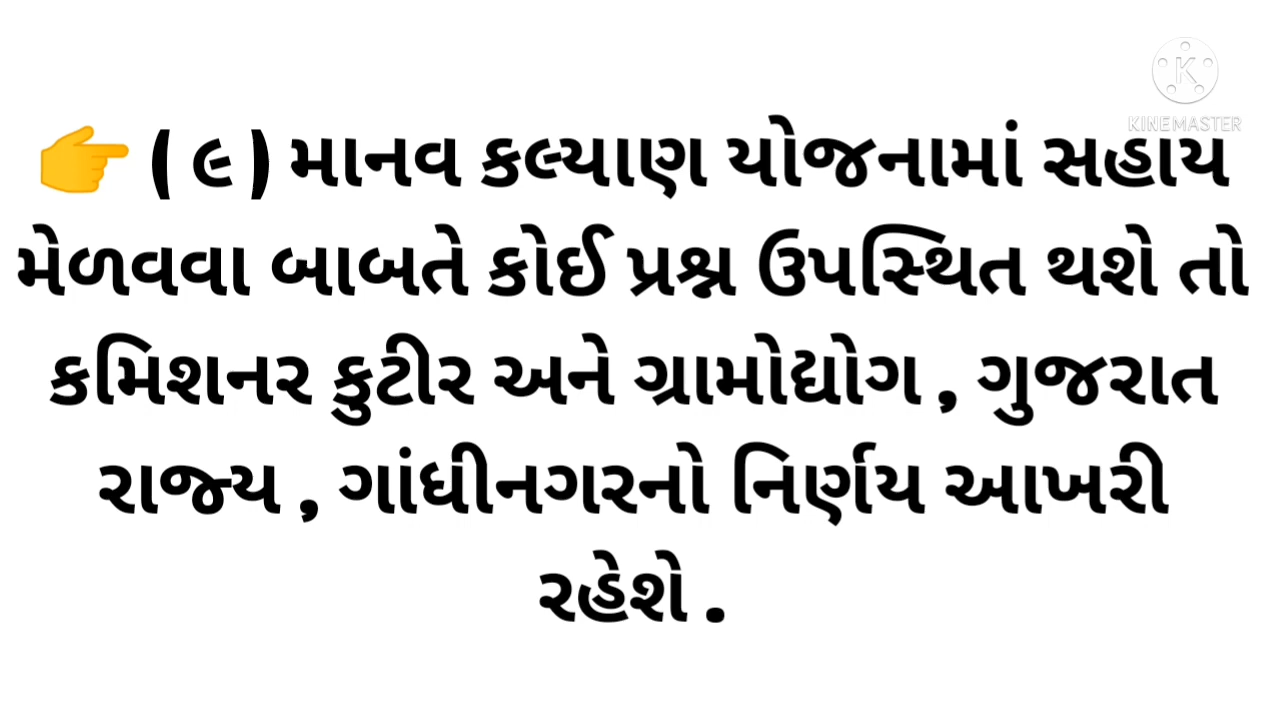 KINEMASTER
👉 ( ૯ ) માનવ કલ્યાણ યોજનામાં સહાય
મેળવવા બાબતે કોઈ પ્રશ્ન ઉપસ્થિત થશે તો
કમિશનર કુટીર અને ગ્રામોદ્યોગ , ગુજરાત
રાજ્ય , ગાંધીનગરનો નિર્ણય આખરી
રહેશે .